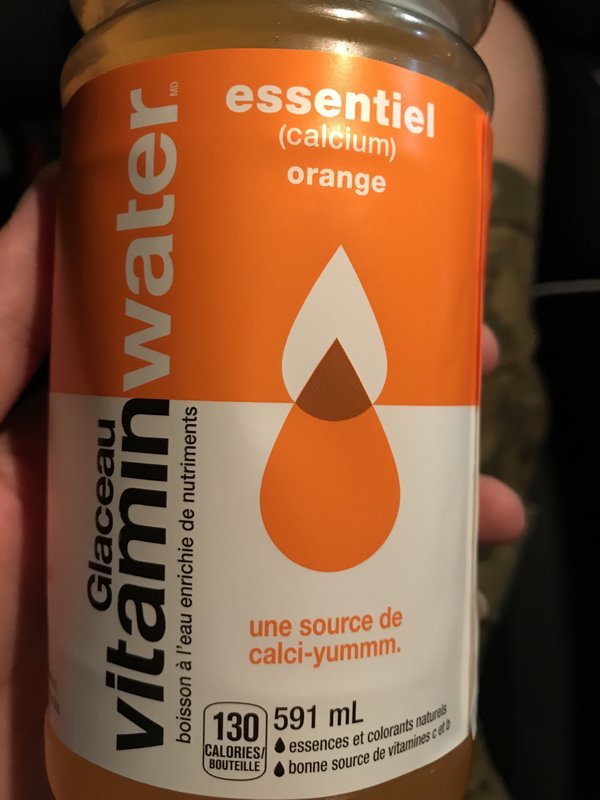 essentiel
(calcium)
orange
Glaceau
vitaminwater MD
boisson à l'eau enrichie de nutriments
une source de
calci-yummm.
130
CALORIES/
BOUTEILLE
591 mL
essences et colorants naturels
bonne source de vitamines c et b